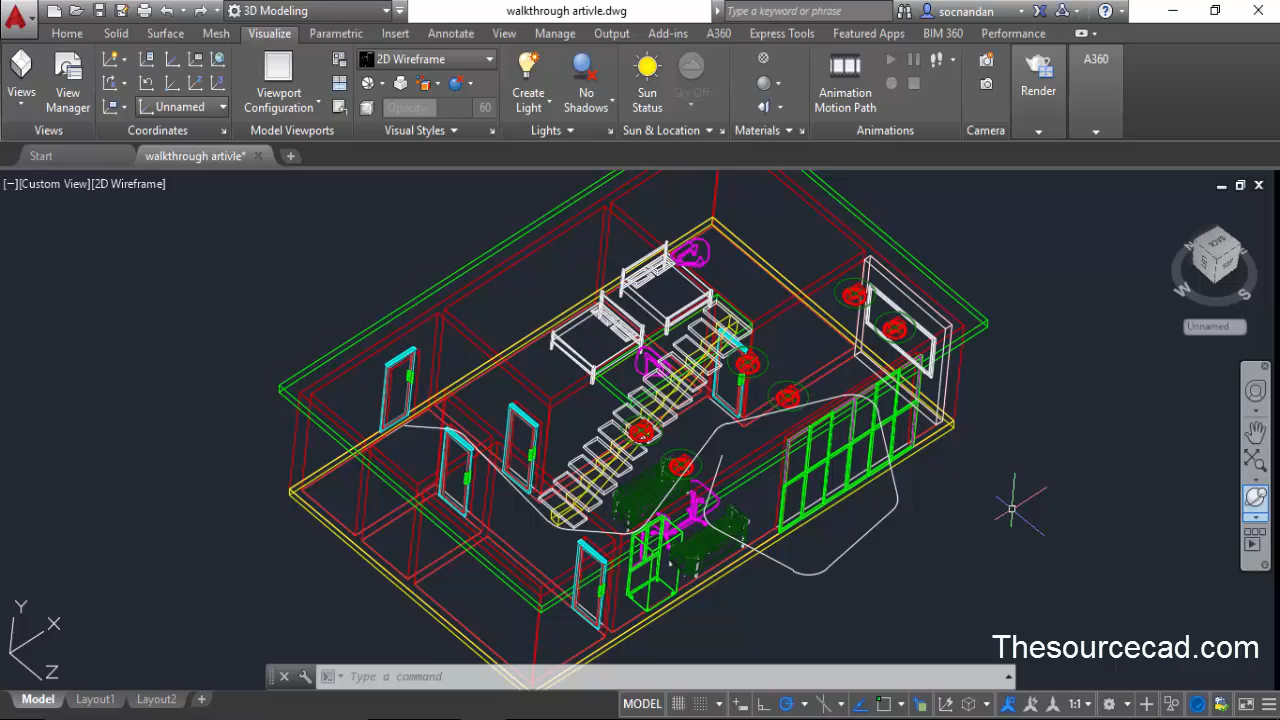 3D Modeling
walkthrough artivle.dwg
Type a keyword or phrase
socnandan
Home Solid Surface Mesh Visualize Parametric Insert Annotate View Manage Output Add-ins A360 Express Tools Featured Apps BIM 360 Performance
Views
View
Manager
Views
Unnamed
Coordinates
Viewport
Configuration
Model Viewports
2D Wireframe
Opacity 60
Visual Styles
Create
Light
No
Shadows
Lights
Sun
Status
Sky Off
Sun & Location
Materials
Animation
Motion Path
Animations
Camera
Render
A360
Start
walkthrough artivle*
[−][Custom View][2D Wireframe]
BACK
N
W
S
Unnamed
Y
X
Z
Thesourcecad.com
Type a command
Model Layout1 Layout2
MODEL
1:1